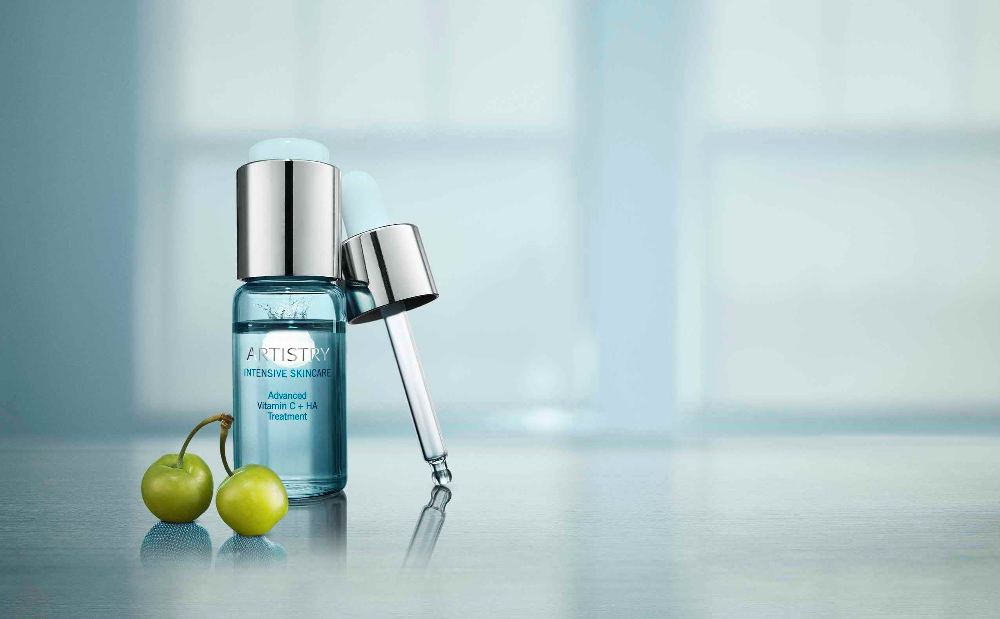 ARTISTRY
INTENSIVE SKINCARE
Advanced
Vitamin C + HA
Treatment